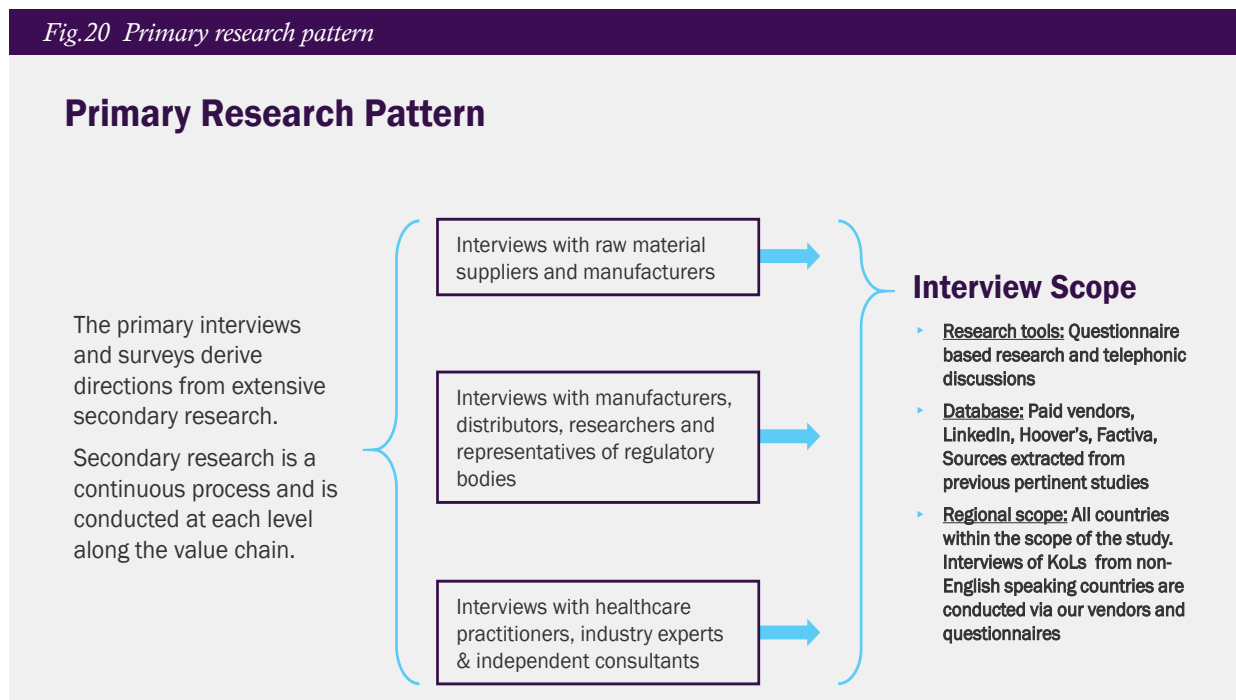 Fig.20 Primary research pattern
Primary Research Pattern
The primary interviews
and surveys derive
directions from extensive
secondary research.
Secondary research is a
continuous process and is
conducted at each level
along the value chain.
Interviews with raw material
suppliers and manufacturers
Interviews with manufacturers,
distributors, researchers and
representatives of regulatory
bodies
Interviews with healthcare
practitioners, industry experts
& independent consultants
Interview Scope
Research tools: Questionnaire
based research and telephonic
discussions
Database: Paid vendors,
LinkedIn, Hoover's, Factiva,
Sources extracted from
previous pertinent studies
Regional scope: All countries
within the scope of the study.
Interviews of KoLs from non-
English speaking countries are
conducted via our vendors and
questionnaires